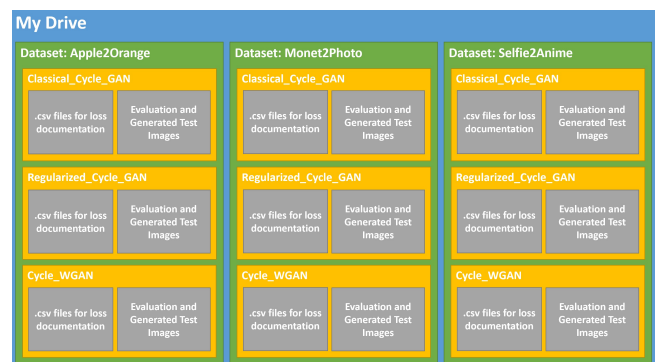 My Drive
Dataset: Apple2Orange
Classical_Cycle_GAN
.csv files for loss
documentation
Evaluation and
Generated Test
Images
Regularized_Cycle_GAN
.csv files for loss
documentation
Evaluation and
Generated Test
Images
Cycle_WGAN
.csv files for loss
documentation
Evaluation and
Generated Test
Images
Dataset: Monet2Photo
Classical_Cycle_GAN
.csv files for loss
documentation
Evaluation and
Generated Test
Images
Regularized_Cycle_GAN
.csv files for loss
documentation
Evaluation and
Generated Test
Images
Cycle_WGAN
.csv files for loss
documentation
Evaluation and
Generated Test
Images
Dataset: Selfie2Anime
Classical_Cycle_GAN
.csv files for loss
documentation
Evaluation and
Generated Test
Images
Regularized_Cycle_GAN
.csv files for loss
documentation
Evaluation and
Generated Test
Images
Cycle_WGAN
.csv files for loss
documentation
Evaluation and
Generated Test
Images